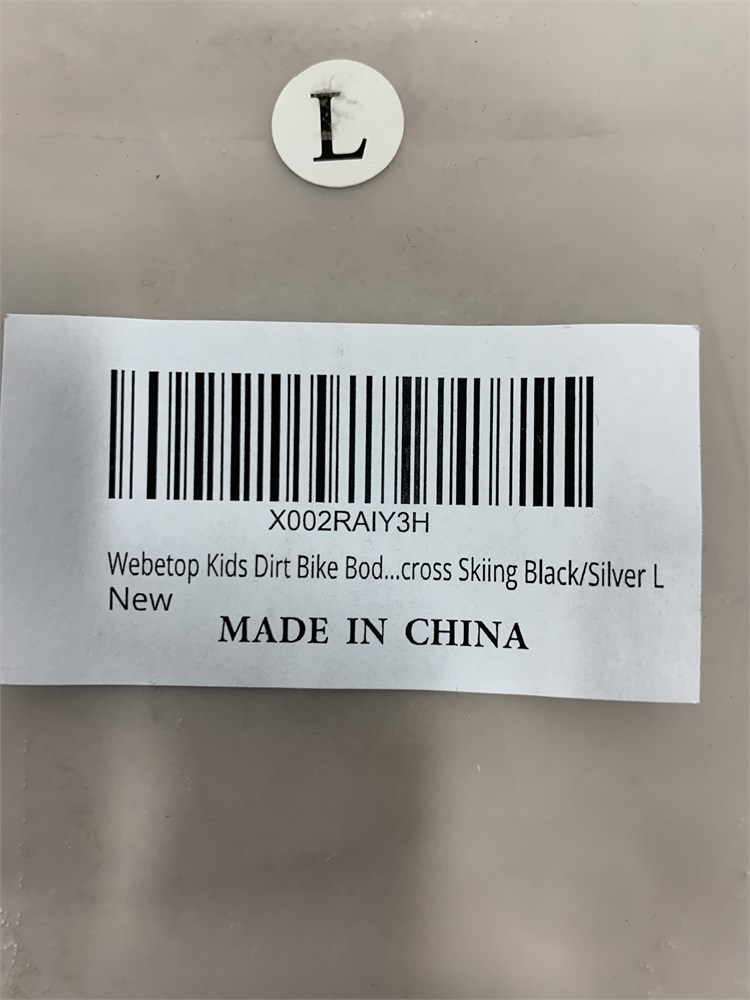 L
X002RAIY3H
Webetop Kids Dirt Bike Bod...cross Skiing Black/Silver L
New
MADE IN CHINA